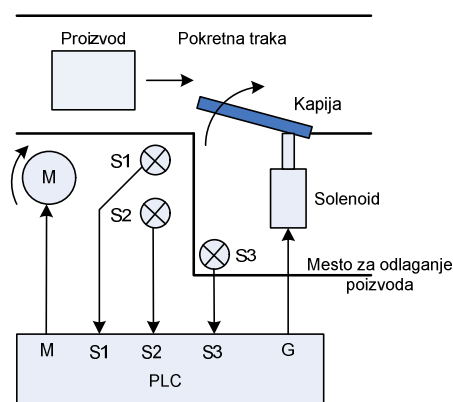 Proizvod
Pokretna traka
Kapija
M
S1
S2
Solenoid
S3
Mesto za odlaganje
poizvoda
M S1 S2 S3 G
PLC